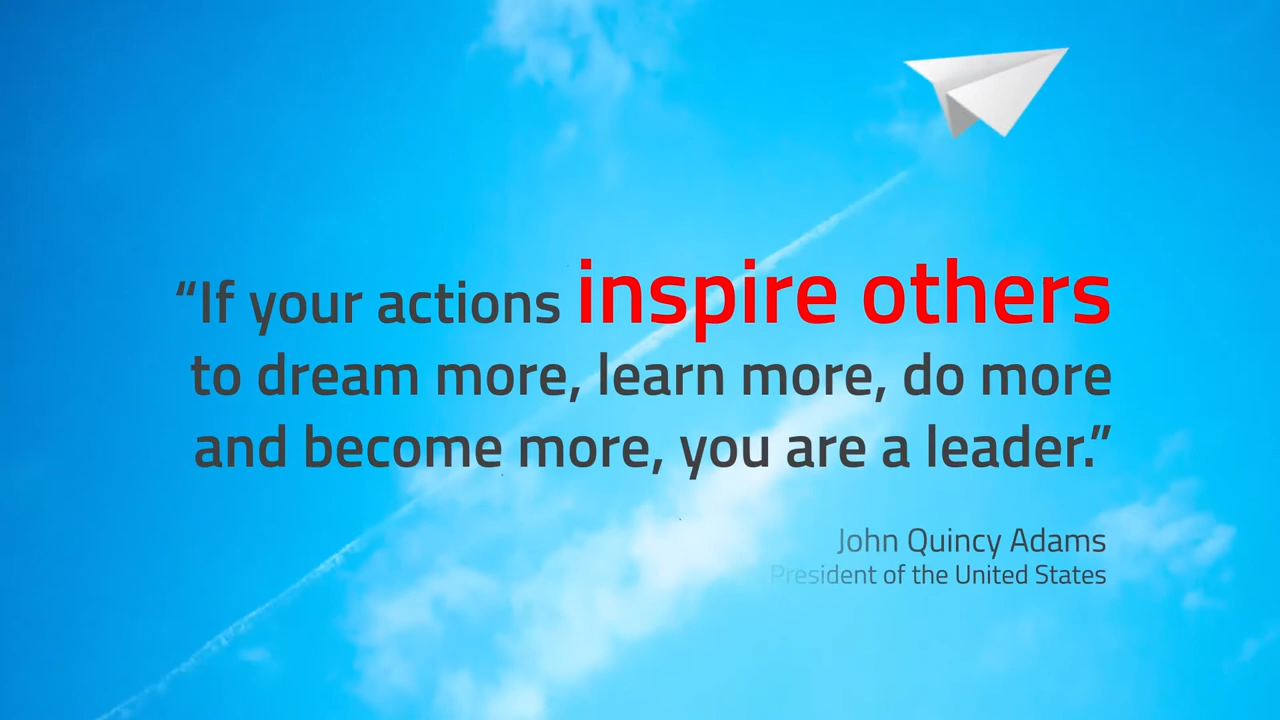 “If your actions inspire others
to dream more, learn more, do more
and become more, you are a leader.”
John Quincy Adams
President of the United States